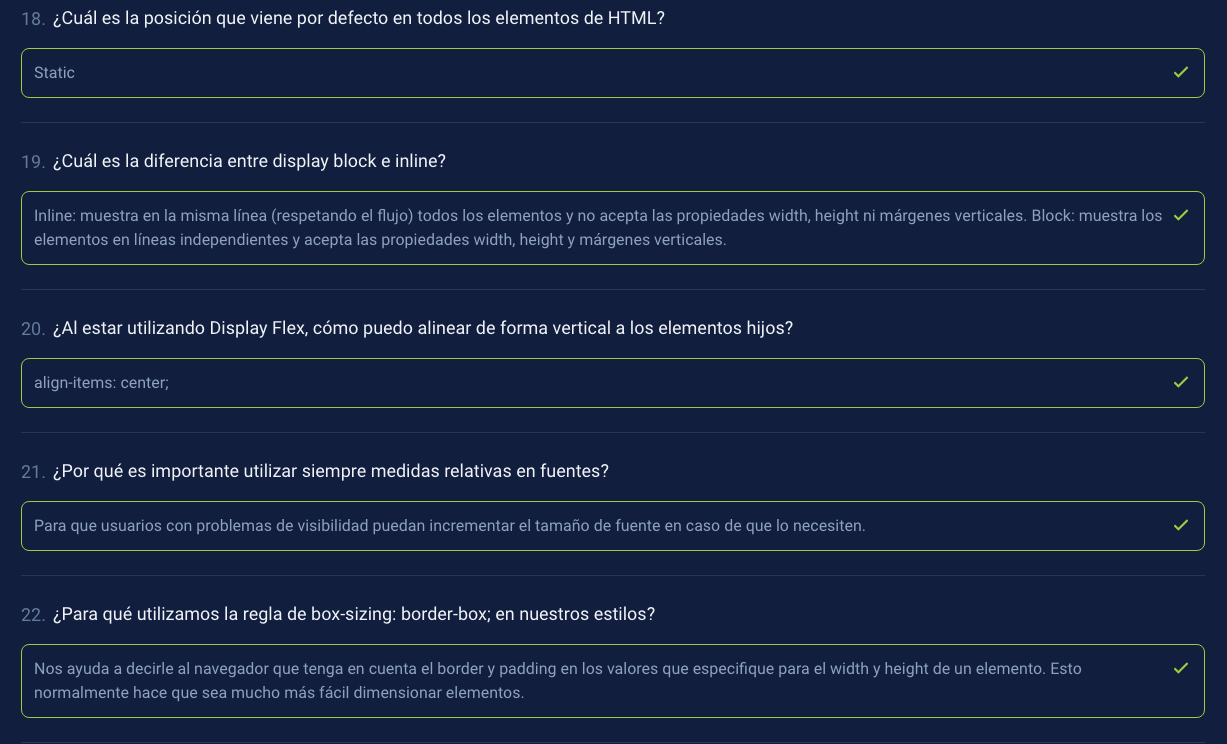 18. ¿Cuál es la posición que viene por defecto en todos los elementos de HTML?
Static
19. ¿Cuál es la diferencia entre display block e inline?
Inline: muestra en la misma línea (respetando el flujo) todos los elementos y no acepta las propiedades width, height ni márgenes verticales. Block: muestra los
elementos en líneas independientes y acepta las propiedades width, height y márgenes verticales.
20. ¿Al estar utilizando Display Flex, cómo puedo alinear de forma vertical a los elementos hijos?
align-items: center;
21. ¿Por qué es importante utilizar siempre medidas relativas en fuentes?
Para que usuarios con problemas de visibilidad puedan incrementar el tamaño de fuente en caso de que lo necesiten.
22. ¿Para qué utilizamos la regla de box-sizing: border-box; en nuestros estilos?
Nos ayuda a decirle al navegador que tenga en cuenta el border y padding en los valores que especifique para el width y height de un elemento. Esto
normalmente hace que sea mucho más fácil dimensionar elementos.